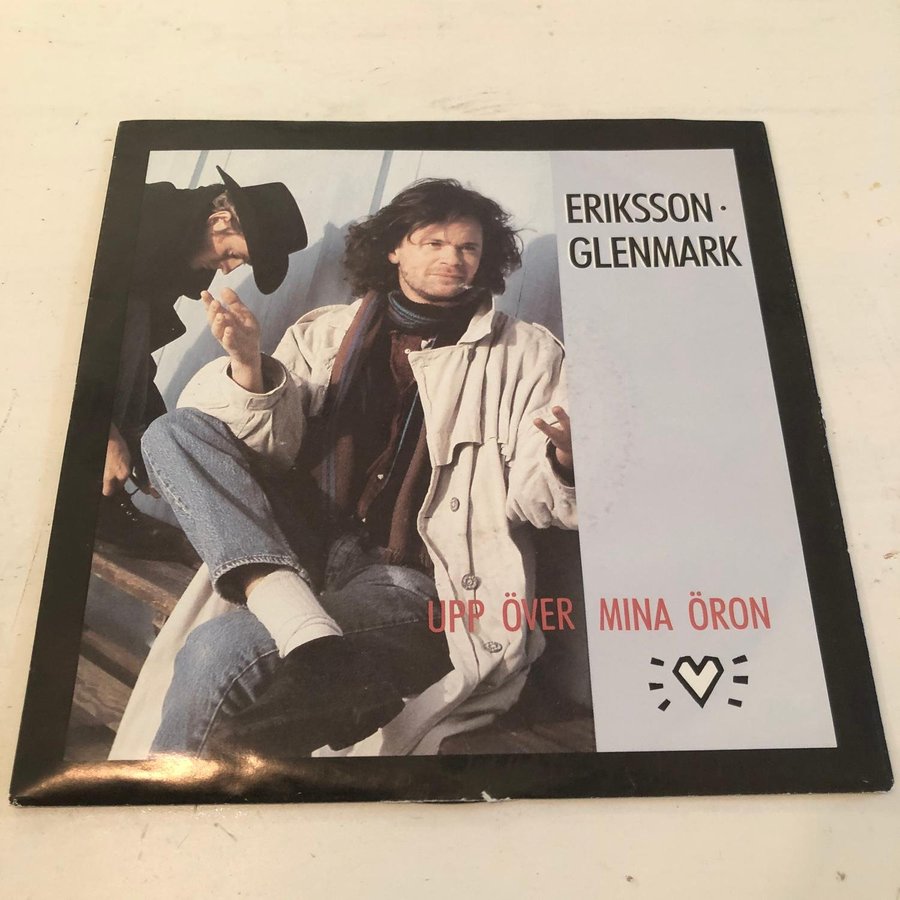 ERIKSSON ·
GLENMARK
UPP ÖVER MINA ÖRON